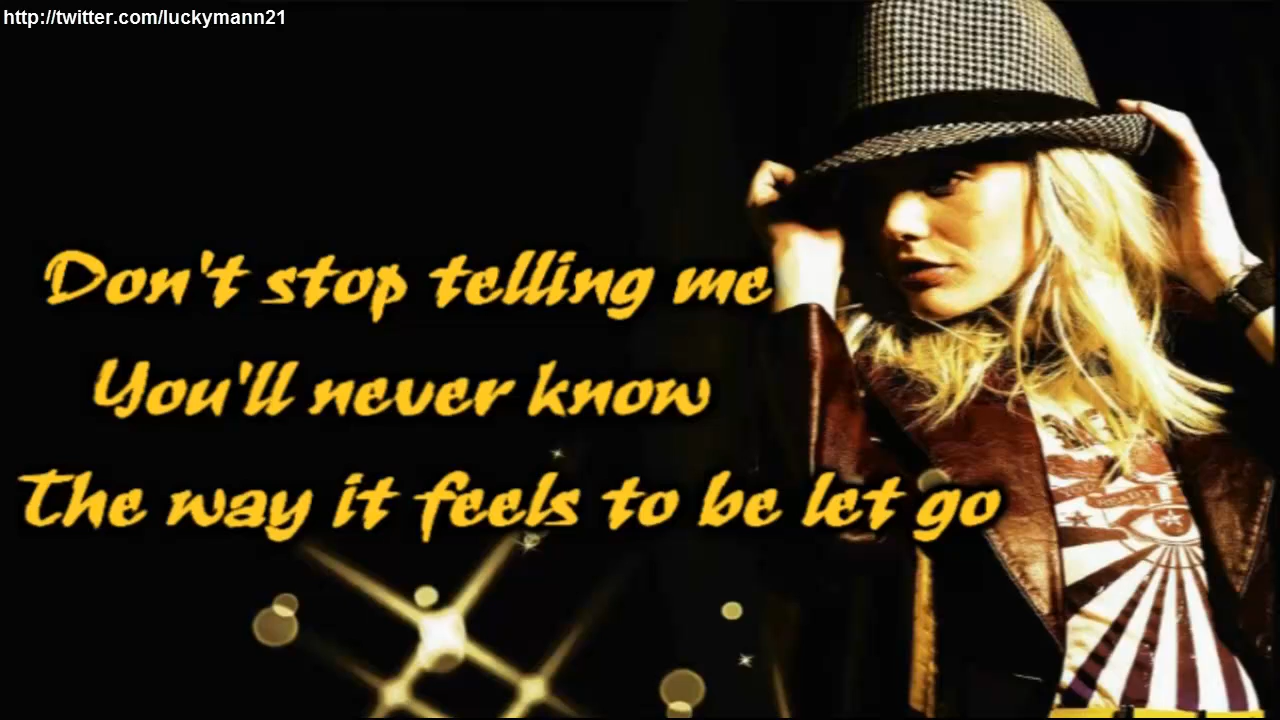 http://twitter.com/luckymann21
Don't stop telling me
You'll never know
The way it feels to be let go